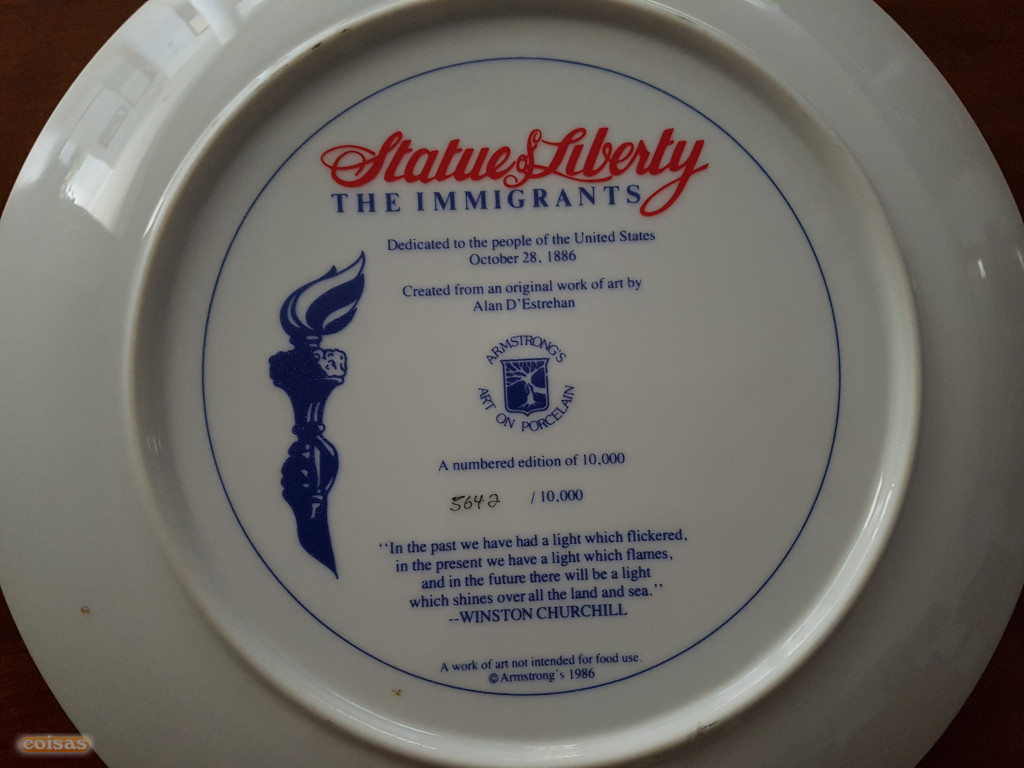 Statue of Liberty
THE IMMIGRANTS
Dedicated to the people of the United States
October 28, 1886
Created from an original work of art by
Alan D'Estrehan
ARMSTRONG'S
ART ON PORCELAIN
A numbered edition of 10,000
5642 / 10,000
"In the past we have had a light which flickered,
in the present we have a light which flames,
and in the future there will be a light
which shines over all the land and sea."
--WINSTON CHURCHILL
A work of art not intended for food use.
©Armstrong's 1986
coisas